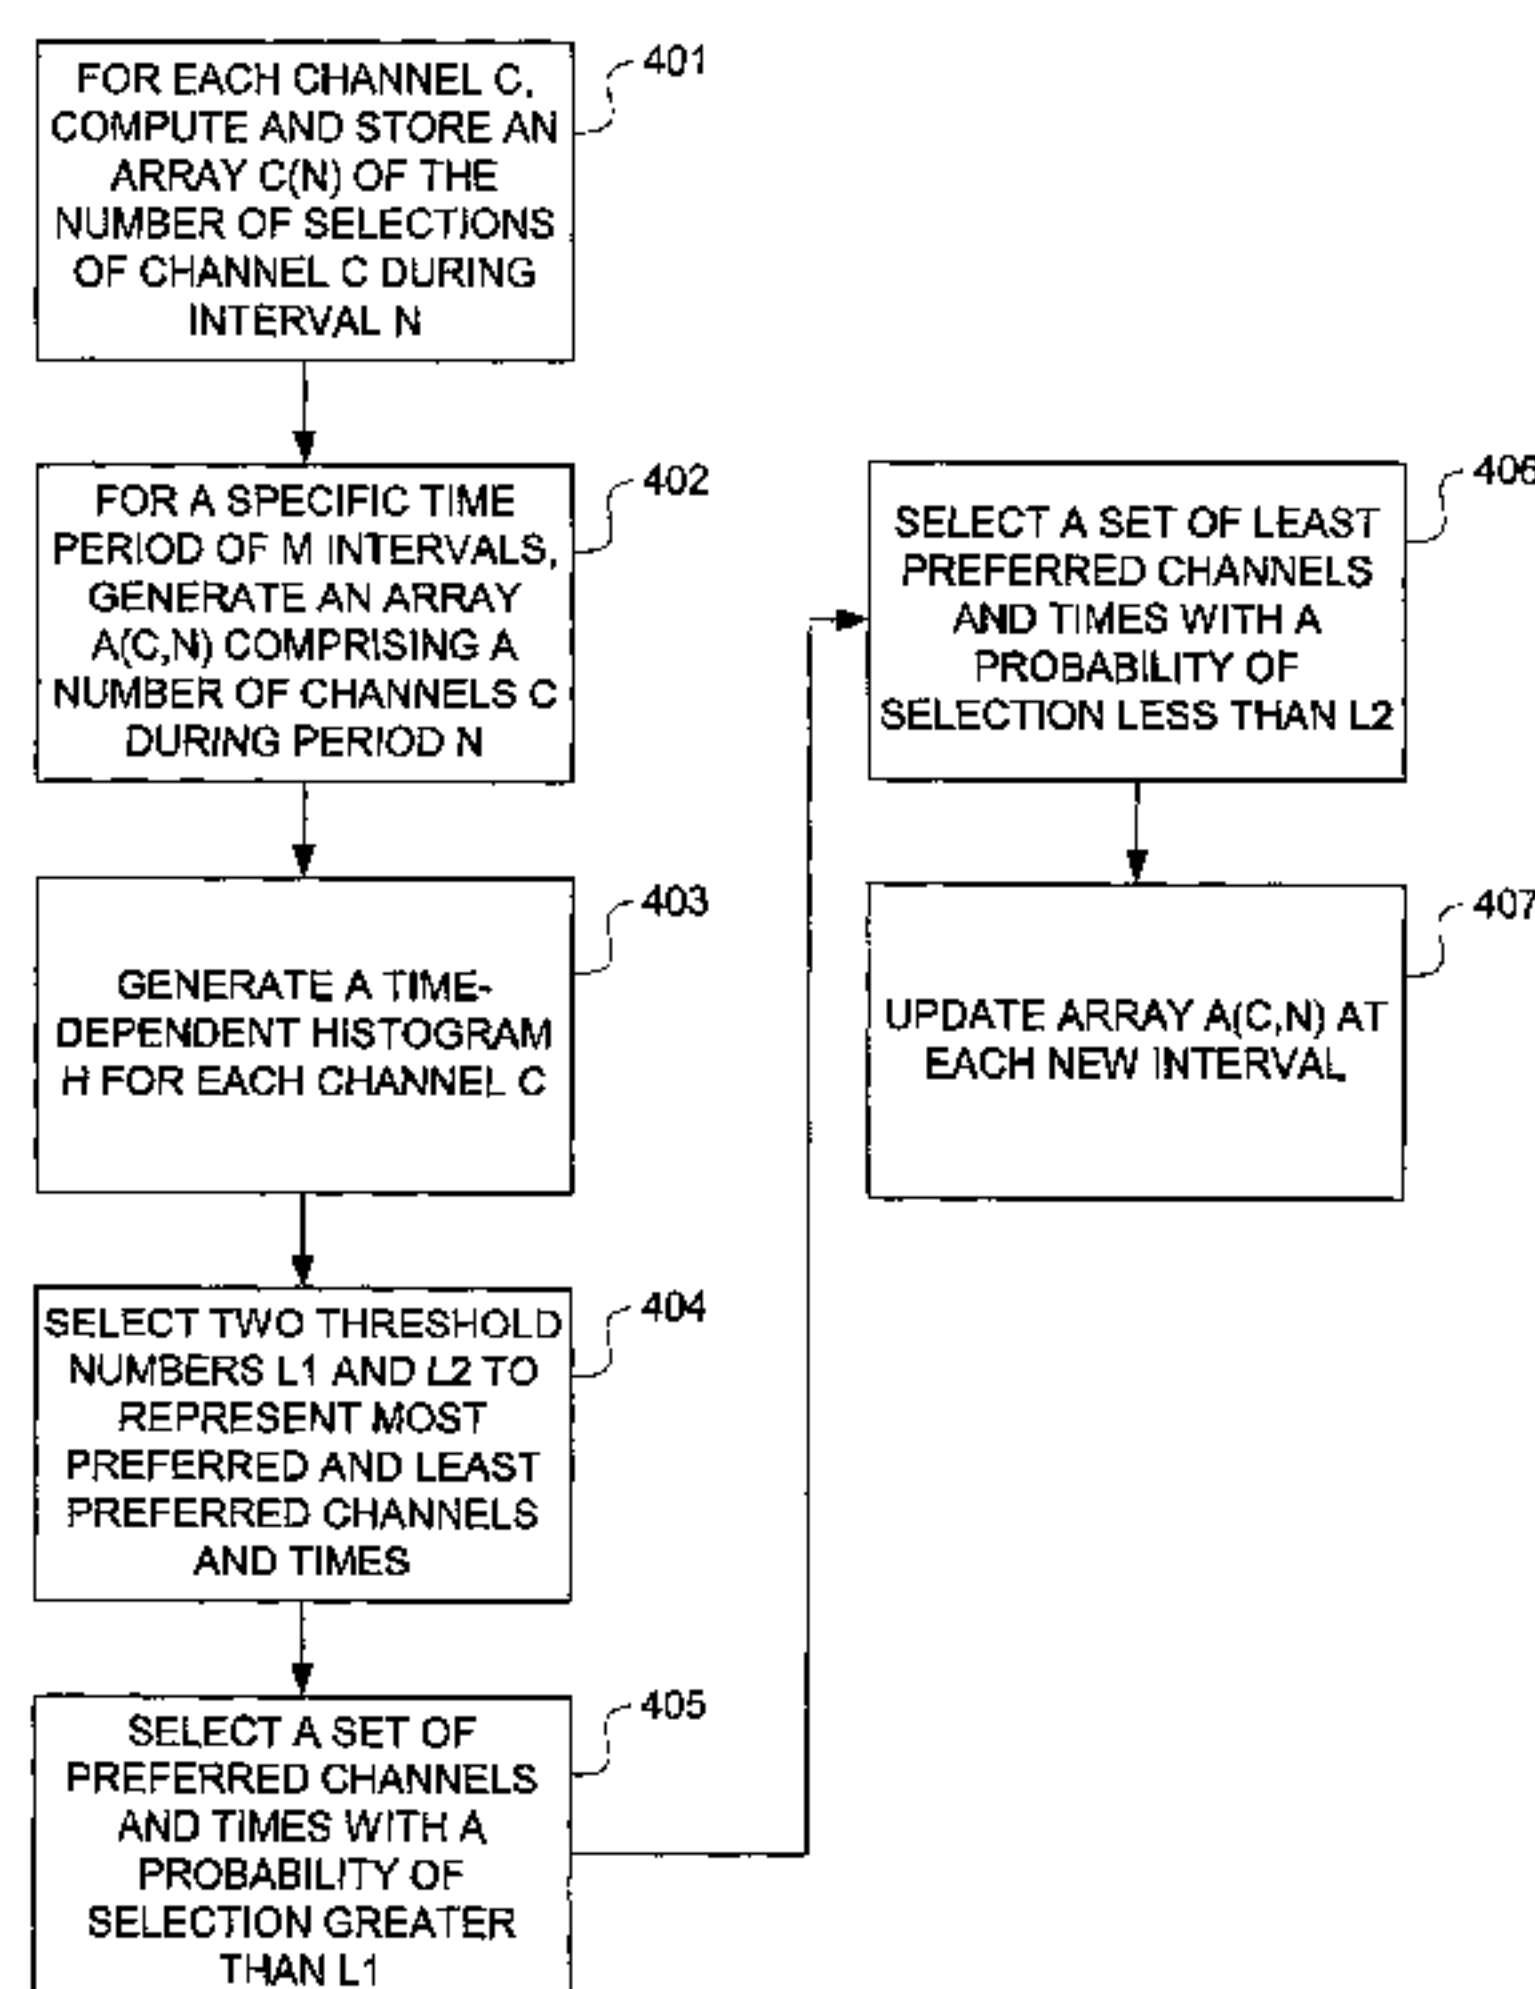 FOR EACH CHANNEL C,
COMPUTE AND STORE AN
ARRAY C(N) OF THE
NUMBER OF SELECTIONS
OF CHANNEL C DURING
INTERVAL N
401
FOR A SPECIFIC TIME
PERIOD OF M INTERVALS,
GENERATE AN ARRAY
A(C,N) COMPRISING A
NUMBER OF CHANNELS C
DURING PERIOD N
402
GENERATE A TIME-
DEPENDENT HISTOGRAM
H FOR EACH CHANNEL C
403
SELECT TWO THRESHOLD
NUMBERS L1 AND L2 TO
REPRESENT MOST
PREFERRED AND LEAST
PREFERRED CHANNELS
AND TIMES
404
SELECT A SET OF
PREFERRED CHANNELS
AND TIMES WITH A
PROBABILITY OF
SELECTION GREATER
THAN L1
405
SELECT A SET OF LEAST
PREFERRED CHANNELS
AND TIMES WITH A
PROBABILITY OF
SELECTION LESS THAN L2
406
UPDATE ARRAY A(C,N) AT
EACH NEW INTERVAL
407